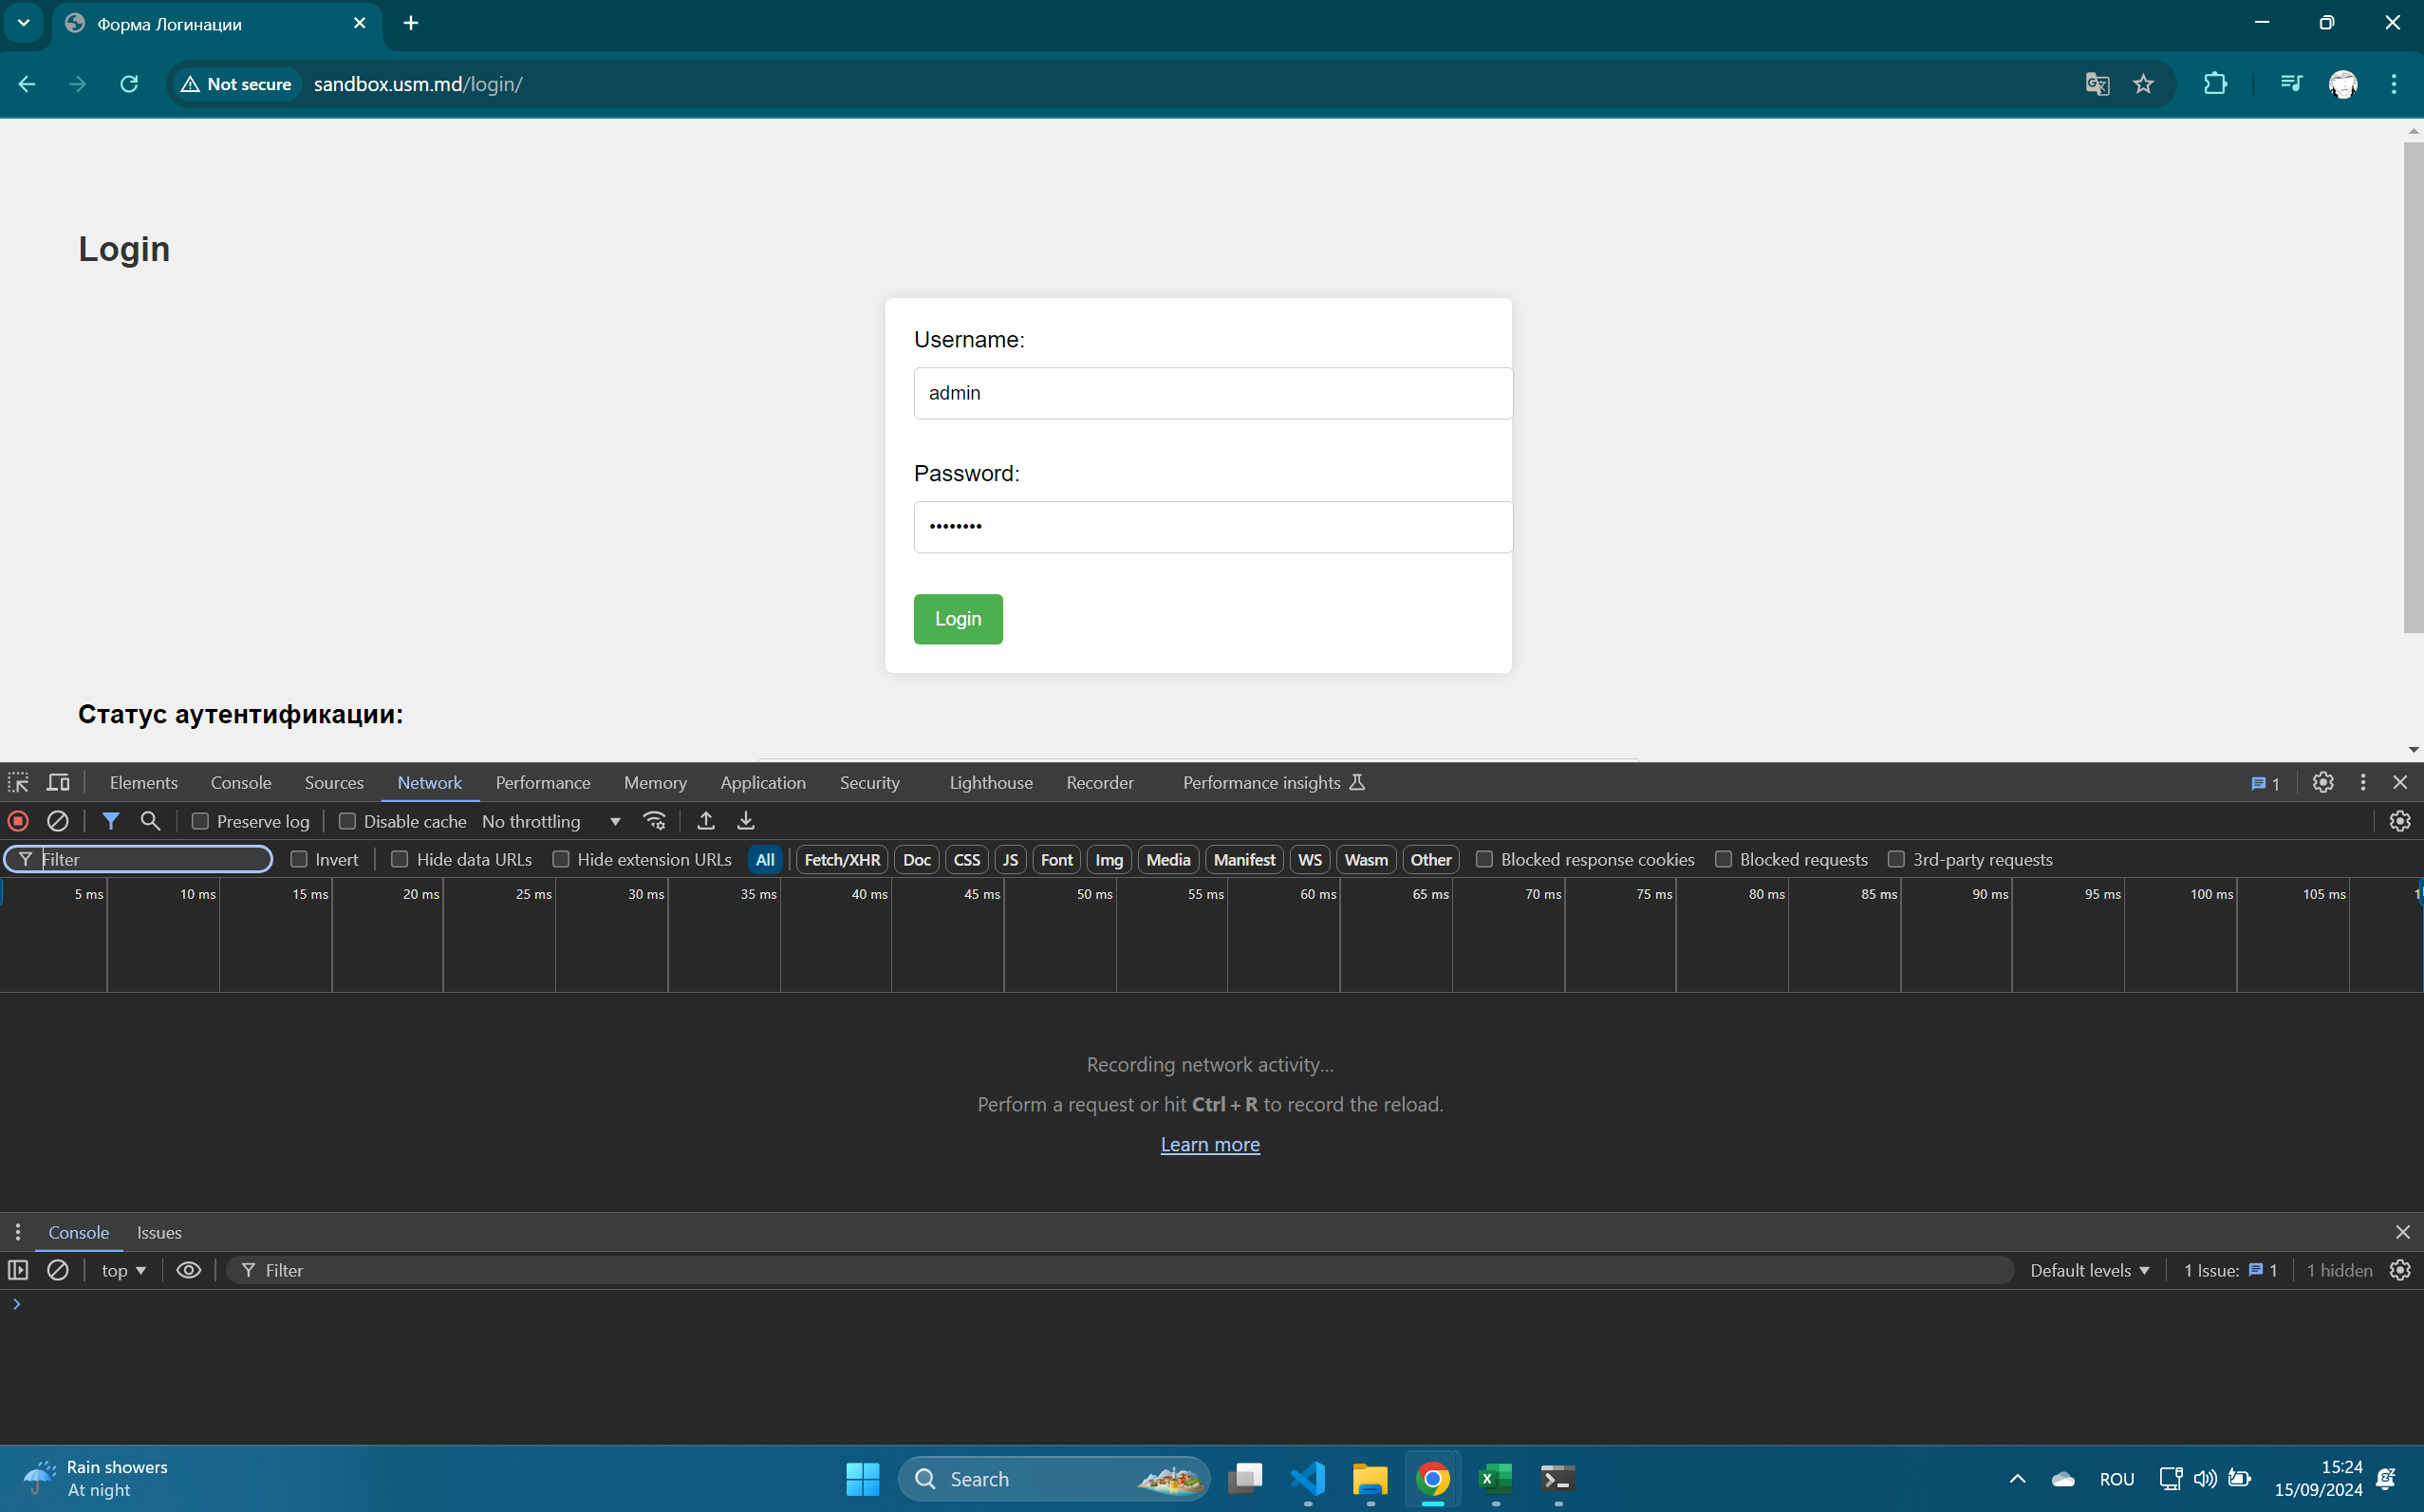 Форма Логинации
Not secure sandbox.usm.md/login/
Login
Username:
admin
Password:
••••••••
Login
Статус аутентификации:
Elements Console Sources Network Performance Memory Application Security Lighthouse Recorder Performance insights 1
Preserve log Disable cache No throttling
Filter Invert Hide data URLs Hide extension URLs All Fetch/XHR Doc CSS JS Font Img Media Manifest WS Wasm Other Blocked response cookies Blocked requests 3rd-party requests
5 ms 10 ms 15 ms 20 ms 25 ms 30 ms 35 ms 40 ms 45 ms 50 ms 55 ms 60 ms 65 ms 70 ms 75 ms 80 ms 85 ms 90 ms 95 ms 100 ms 105 ms
Recording network activity...
Perform a request or hit Ctrl + R to record the reload.
Learn more
Console Issues
top Filter Default levels 1 Issue: 1 1 hidden
Rain showers
At night
Search
ROU
15:24
15/09/2024